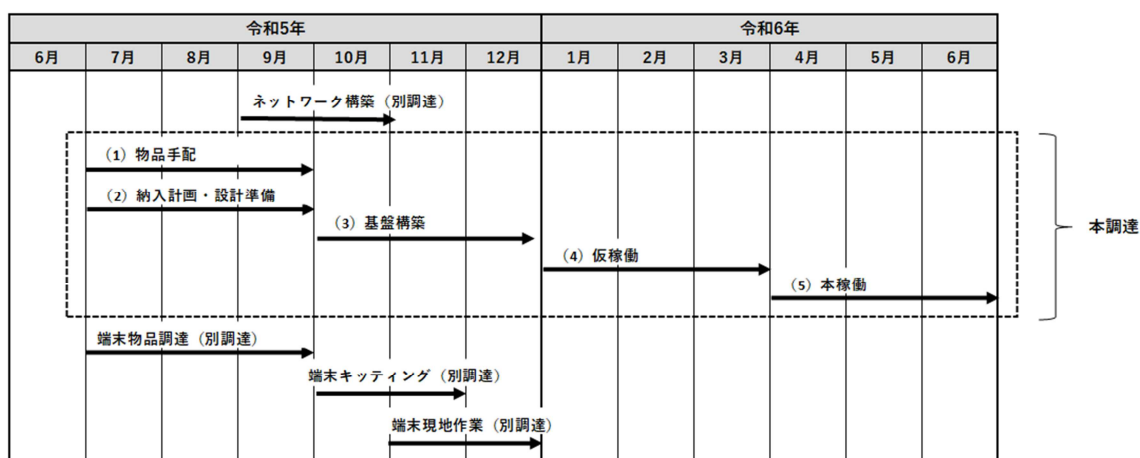 令和5年 令和6年
6月 7月 8月 9月 10月 11月 12月 1月 2月 3月 4月 5月 6月
ネットワーク構築（別調達）
（1）物品手配
（2）納入計画・設計準備
（3）基盤構築
本調達
（4）仮稼働
（5）本稼働
端末物品調達（別調達）
端末キッティング（別調達）
端末現地作業（別調達）